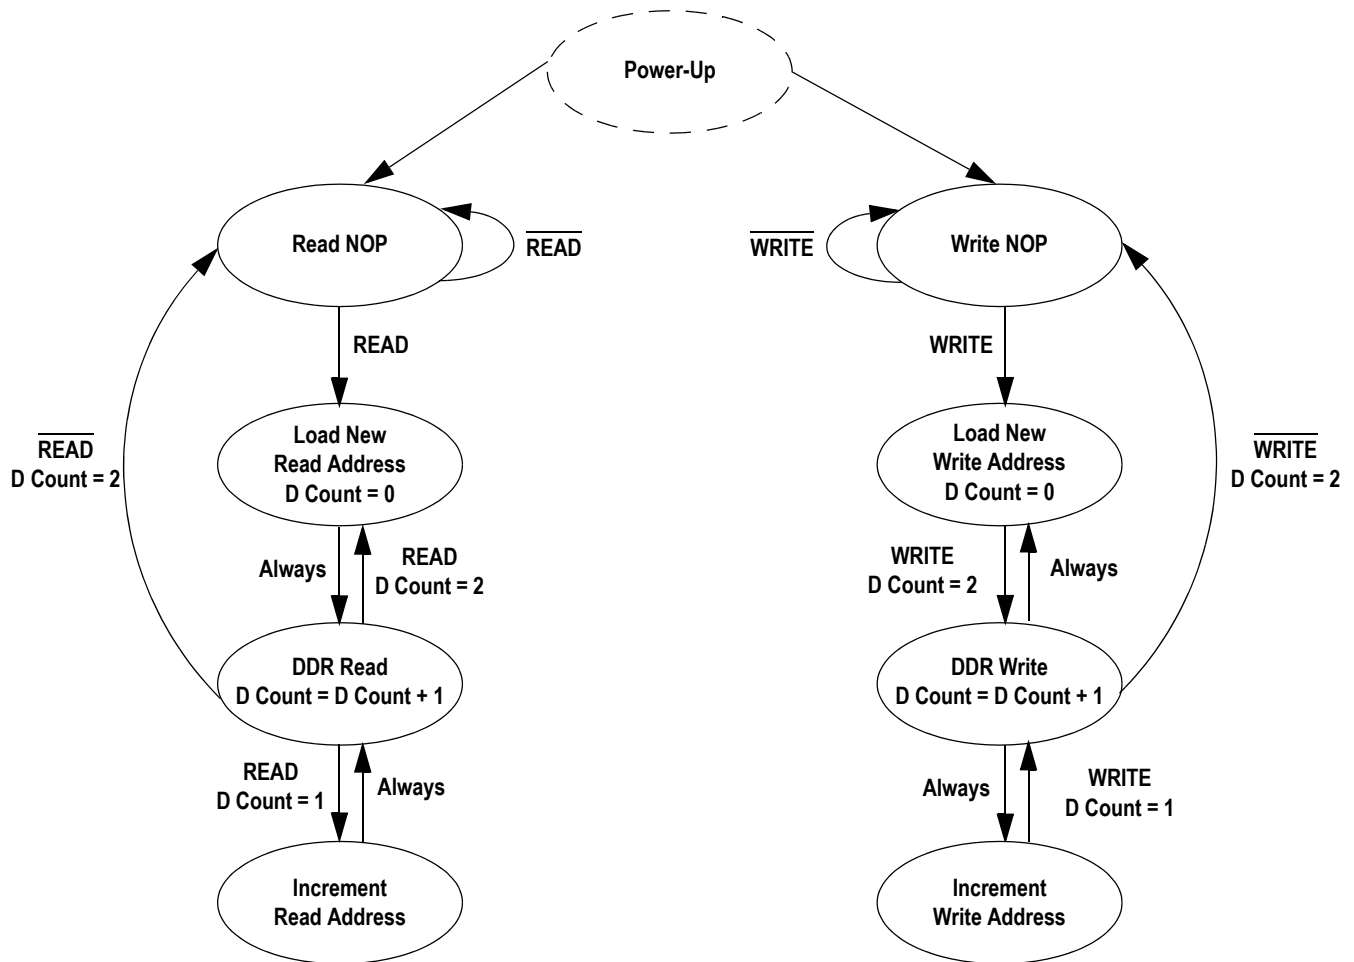 Power-Up
Read NOP
READ
WRITE
Write NOP
READ
WRITE
READ
D Count = 2
Load New
Read Address
D Count = 0
Load New
Write Address
D Count = 0
WRITE
D Count = 2
Always
READ
D Count = 2
WRITE
D Count = 2
Always
DDR Read
D Count = D Count + 1
DDR Write
D Count = D Count + 1
READ
D Count = 1
Always
Always
WRITE
D Count = 1
Increment
Read Address
Increment
Write Address